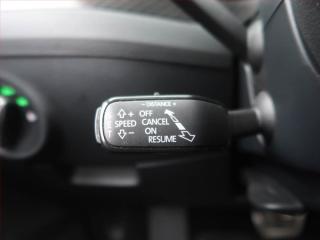 – DISTANCE +
+ OFF
SPEED CANCEL
– ON
RESUME